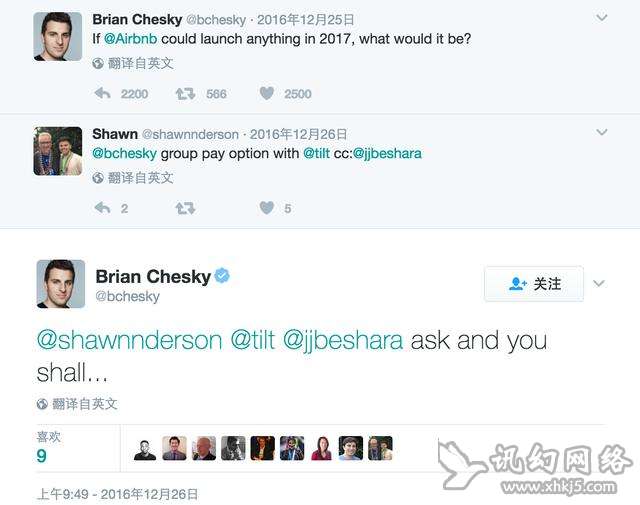 Brian Chesky @bchesky · 2016年12月25日
If @Airbnb could launch anything in 2017, what would it be?
翻译自英文
2200 566 2500
Shawn @shawnnderson · 2016年12月26日
@bchesky group pay option with @tilt cc:@jjbeshara
翻译自英文
2 5
Brian Chesky
@bchesky
关注
@shawnnderson @tilt @jjbeshara ask and you
shall...
翻译自英文
喜欢
9
讯幻网络
www.xhkj5.com
上午9:49 - 2016年12月26日